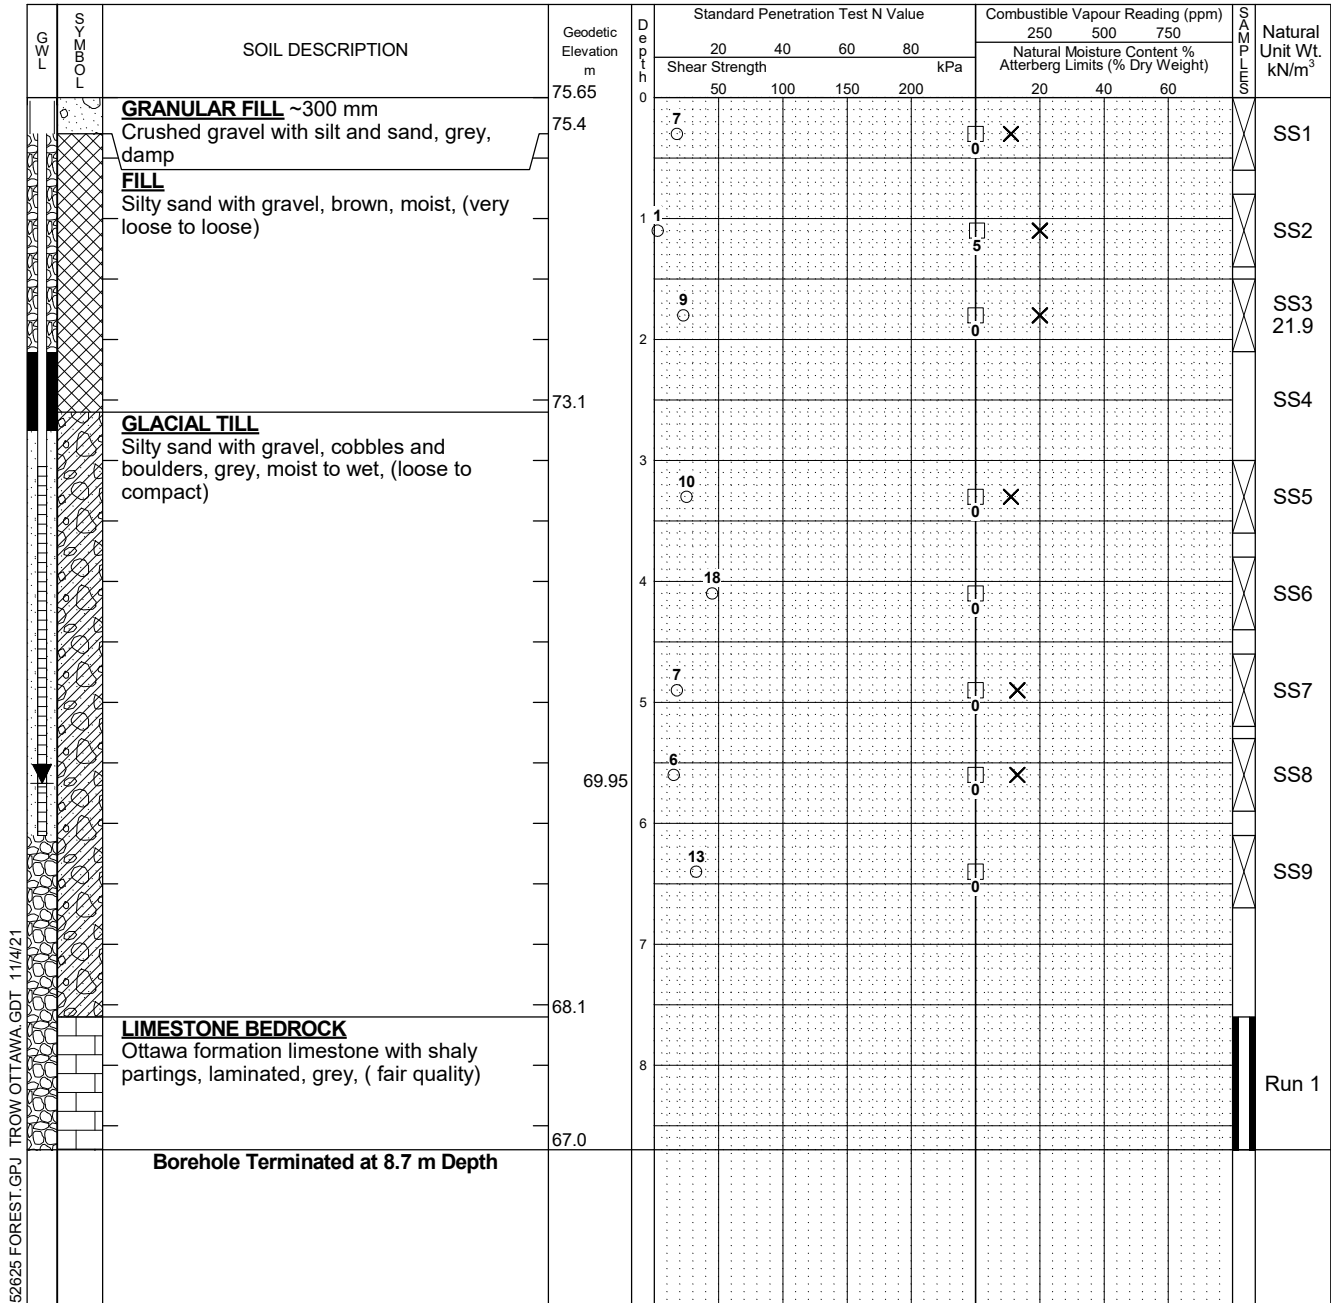 GWL
SYMBOL
SOIL DESCRIPTION
Geodetic
Elevation
m
Depth
Standard Penetration Test N Value
20 40 60 80
Shear Strength kPa
50 100 150 200
Combustible Vapour Reading (ppm)
250 500 750
Natural Moisture Content %
Atterberg Limits (% Dry Weight)
20 40 60
SAMPLES
Natural
Unit Wt.
kN/m³
75.65
0
GRANULAR FILL ~300 mm
75.4
Crushed gravel with silt and sand, grey,
damp
7
0
SS1
FILL
Silty sand with gravel, brown, moist, (very
loose to loose)
1
1
5
SS2
9
0
SS3
21.9
2
73.1
SS4
GLACIAL TILL
Silty sand with gravel, cobbles and
boulders, grey, moist to wet, (loose to
compact)
3
10
0
SS5
4
18
0
SS6
7
0
SS7
5
6
0
SS8
69.95
6
13
0
SS9
7
68.1
LIMESTONE BEDROCK
Ottawa formation limestone with shaly
partings, laminated, grey, ( fair quality)
8
Run 1
67.0
Borehole Terminated at 8.7 m Depth
52625 FOREST.GPJ TROW OTTAWA.GDT 11/4/21